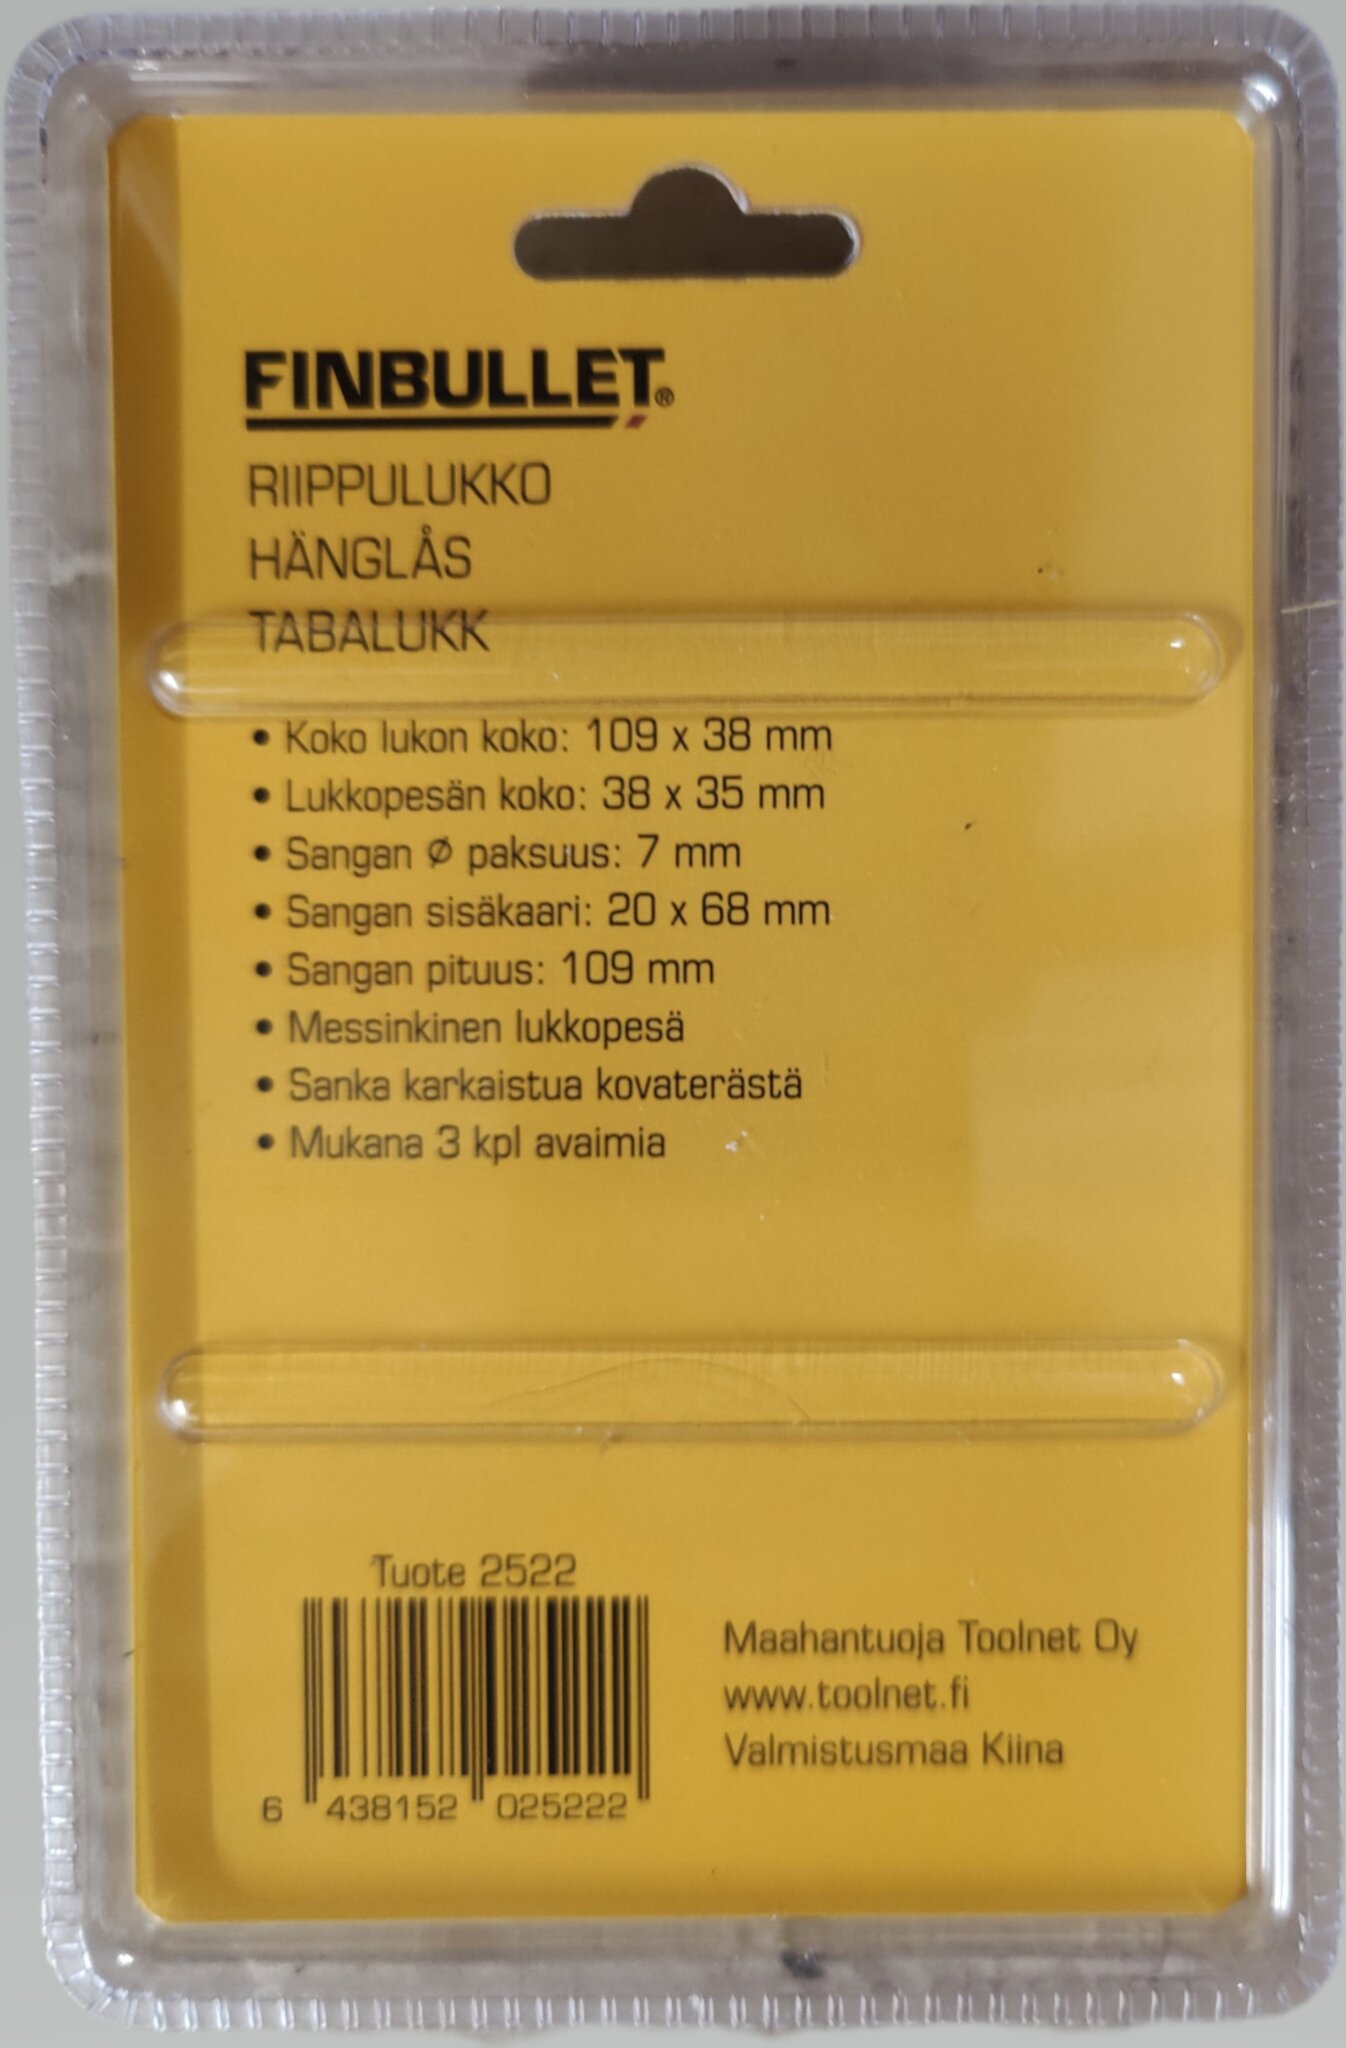 FINBULLET®
RIIPPULUKKO
HÄNGLÅS
TABALUKK
• Koko lukon koko: 109 x 38 mm
• Lukkopesän koko: 38 x 35 mm
• Sangan Ø paksuus: 7 mm
• Sangan sisäkaari: 20 x 68 mm
• Sangan pituus: 109 mm
• Messinkinen lukkopesä
• Sanka karkaistua kovaterästä
• Mukana 3 kpl avaimia
Tuote 2522
6 438152 025222
Maahantuoja Toolnet Oy
www.toolnet.fi
Valmistusmaa Kiina